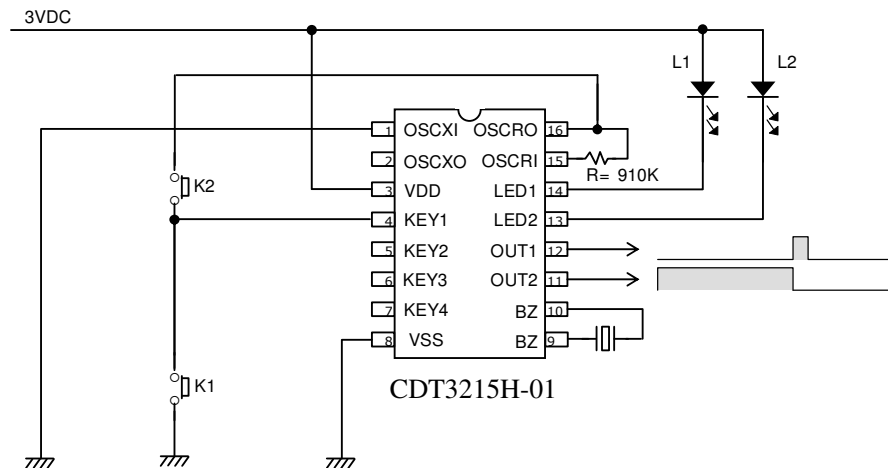 3VDC
L1
L2
1 OSCXI OSCRO 16
2 OSCXO OSCRI 15
R= 910K
3 VDD LED1 14
K2
4 KEY1 LED2 13
5 KEY2 OUT1 12
6 KEY3 OUT2 11
7 KEY4 BZ 10
8 VSS BZ 9
K1
CDT3215H-01